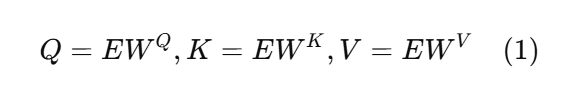 Q = EW^Q, K = EW^K, V = EW^V (1)